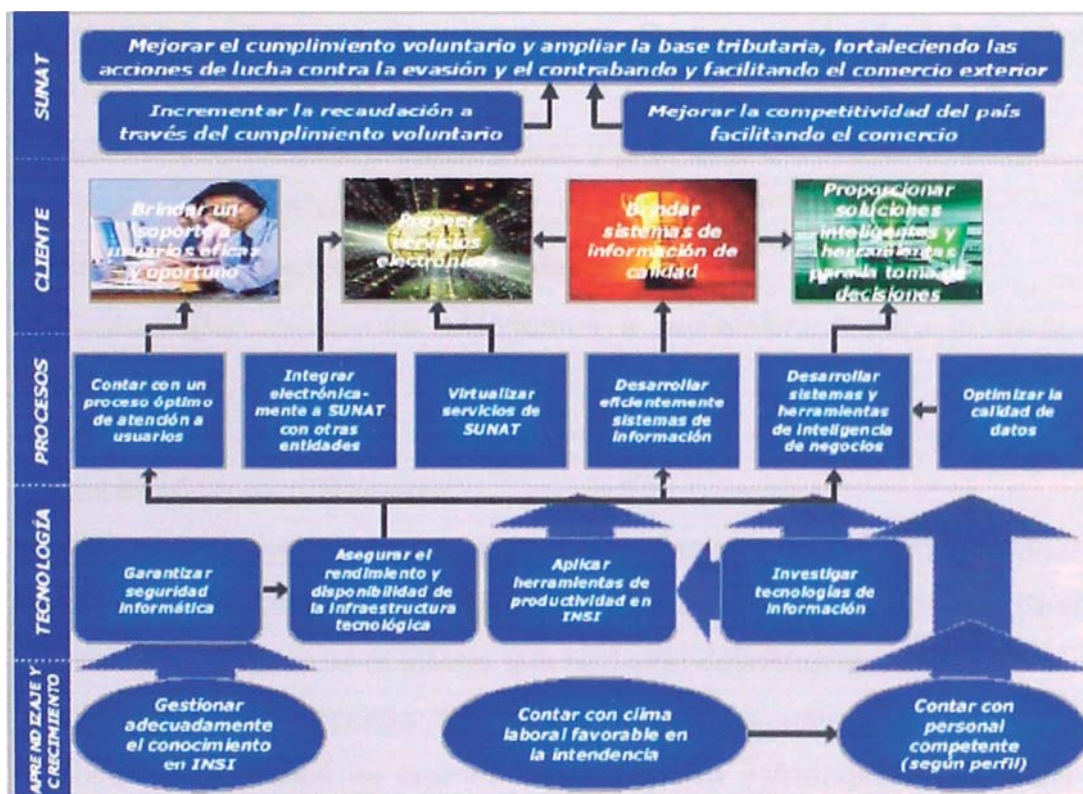 SUNAT
Mejorar el cumplimiento voluntario y ampliar la base tributaria, fortaleciendo las
acciones de lucha contra la evasión y el contrabando y facilitando el comercio exterior
Incrementar la recaudación a
través del cumplimiento voluntario
Mejorar la competitividad del país
facilitando el comercio
CLIENTE
Brindar un
soporte a
usuarios eficaz
y oportuno
Proveer
servicios
electrónicos
Brindar
sistemas de
información de
calidad
Proporcionar
soluciones
inteligentes y
herramientas
para la toma de
decisiones
PROCESOS
Contar con un
proceso óptimo
de atención a
usuarios
Integrar
electrónica-
mente a SUNAT
con otras
entidades
Virtualizar
servicios de
SUNAT
Desarrollar
eficientemente
sistemas de
información
Desarrollar
sistemas y
herramientas
de inteligencia
de negocios
Optimizar la
calidad de
datos
TECNOLOGÍA
Garantizar
seguridad
informática
Asegurar el
rendimiento y
disponibilidad de
la infraestructura
tecnológica
Aplicar
herramientas de
productividad en
INSI
Investigar
tecnologías de
información
APRENDIZAJE Y
CRECIMIENTO
Gestionar
adecuadamente
el conocimiento
en INSI
Contar con clima
laboral favorable en
la intendencia
Contar con
personal
competente
(según perfil)